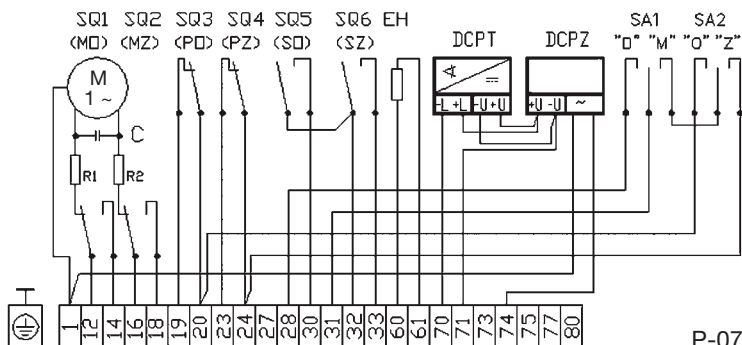 SQ1 SQ2 SQ3 SQ4 SQ5 SQ6 EH
(MO) (MZ) (PO) (PZ) (SO) (SZ)
DCPT DCPZ
SA1 SA2
"O" "M" "O" "Z"
M
1 ~
C
R1 R2
-L +L -U +U
+U -U ~
1 12 14 16 18 19 20 23 24 27 28 30 31 32 33 60 61 70 71 73 74 75 77 80
P-07